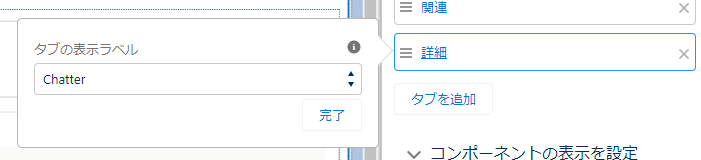 関連
タブの表示ラベル
詳細
Chatter
タブを追加
完了
コンポーネントの表示を設定